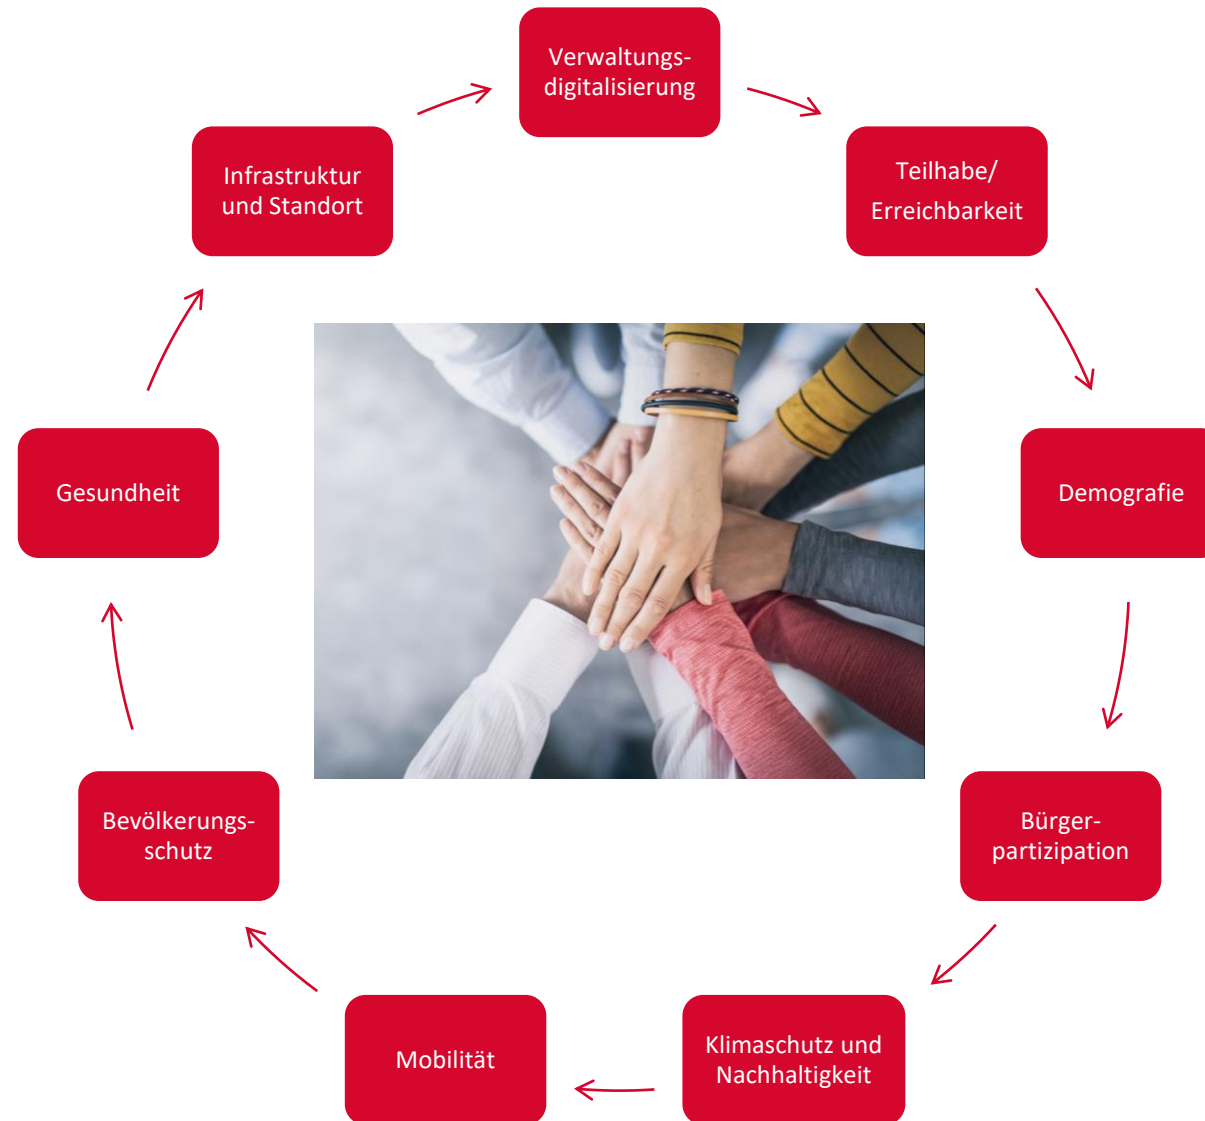 Verwaltungs-
digitalisierung
Teilhabe/
Erreichbarkeit
Demografie
Bürger-
partizipation
Klimaschutz und
Nachhaltigkeit
Mobilität
Bevölkerungs-
schutz
Gesundheit
Infrastruktur
und Standort